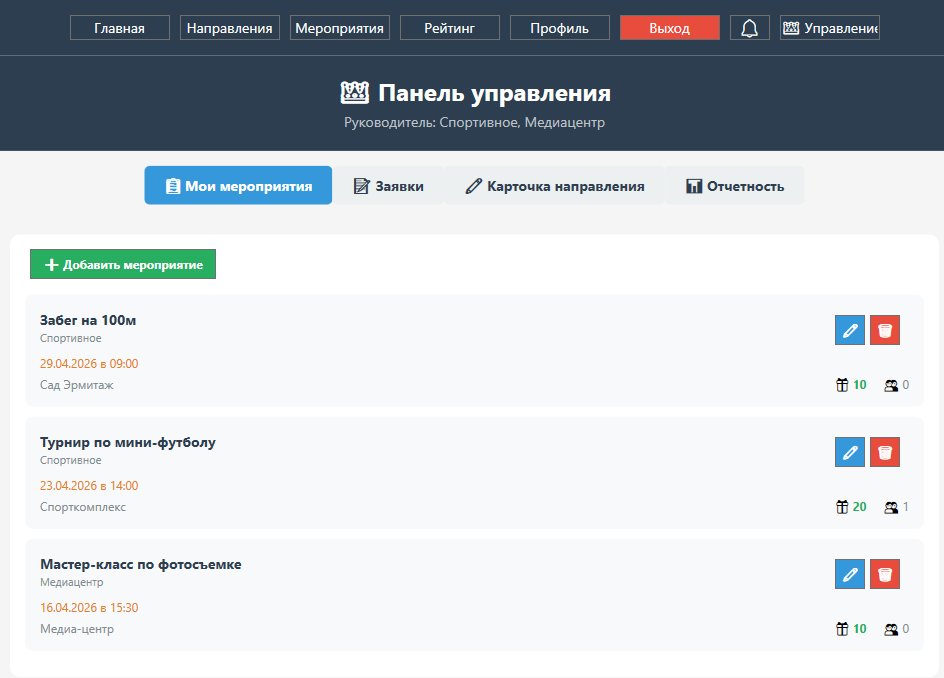 Главная Направления Мероприятия Рейтинг Профиль Выход Управление
Панель управления
Руководитель: Спортивное, Медиацентр
Мои мероприятия Заявки Карточка направления Отчетность
Добавить мероприятие
Забег на 100м
Спортивное
29.04.2026 в 09:00
Сад Эрмитаж 10 0
Турнир по мини-футболу
Спортивное
23.04.2026 в 14:00
Спорткомплекс 20 1
Мастер-класс по фотосъемке
Медиацентр
16.04.2026 в 15:30
Медиа-центр 10 0